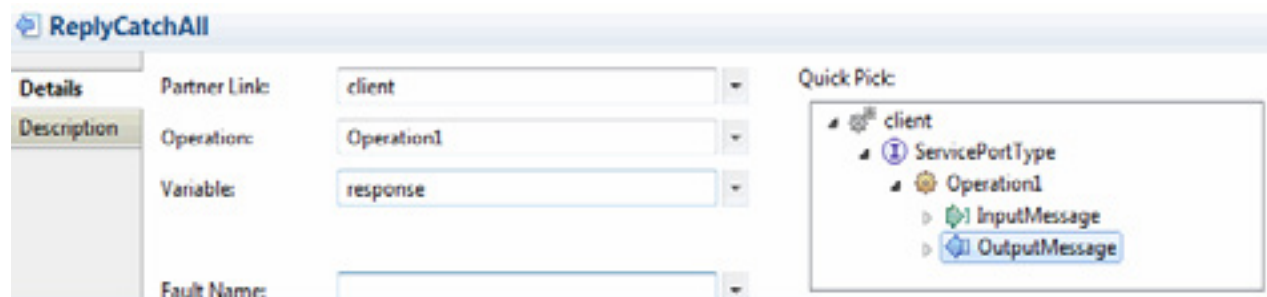 ReplyCatchAll
Details
Description
Partner Link:
client
Operation:
Operation1
Variable:
response
Fault Name:
Quick Pick:
client
ServicePortType
Operation1
InputMessage
OutputMessage